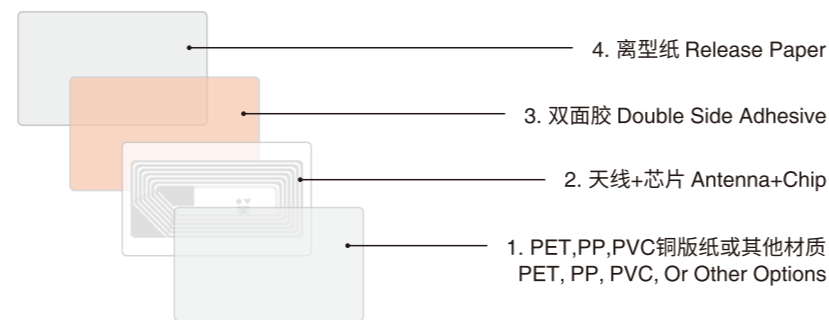 4. 离型纸 Release Paper
3. 双面胶 Double Side Adhesive
2. 天线+芯片 Antenna+Chip
1. PET,PP,PVC铜版纸或其他材质
PET, PP, PVC, Or Other Options